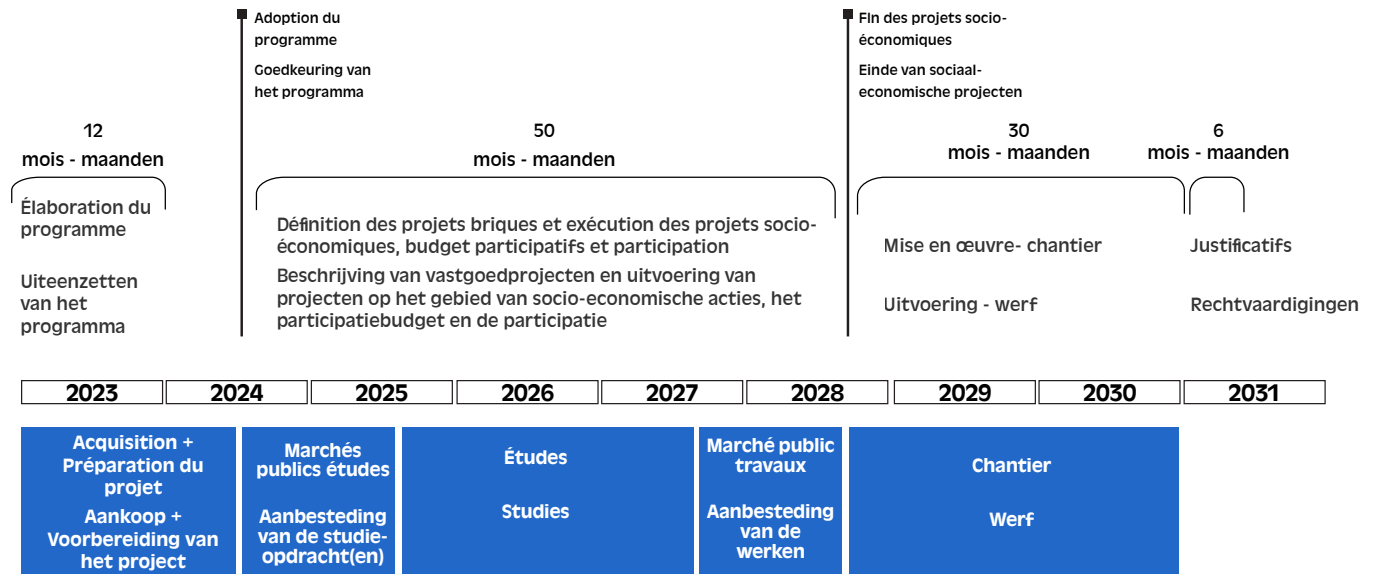 Adoption du
programme
Goedkeuring van
het programma
FIn des projets socio-
économiques
Einde van sociaal-
economische projecten
12
mois - maanden
50
mois - maanden
30
mois - maanden
6
mois - maanden
Élaboration du
programme
Uiteenzetten
van het
programma
Définition des projets briques et exécution des projets socio-
économiques, budget participatifs et participation
Beschrijving van vastgoedprojecten en uitvoering van
projecten op het gebied van socio-economische acties, het
participatiebudget en de participatie
Mise en œuvre- chantier
Uitvoering - werf
Justificatifs
Rechtvaardigingen
2023
2024
2025
2026
2027
2028
2029
2030
2031
Acquisition +
Préparation du
projet
Aankoop +
Voorbereiding van
het project
Marchés
publics études
Aanbesteding
van de studie-
opdracht(en)
Études
Studies
Marché public
travaux
Aanbesteding
van de
werken
Chantier
Werf